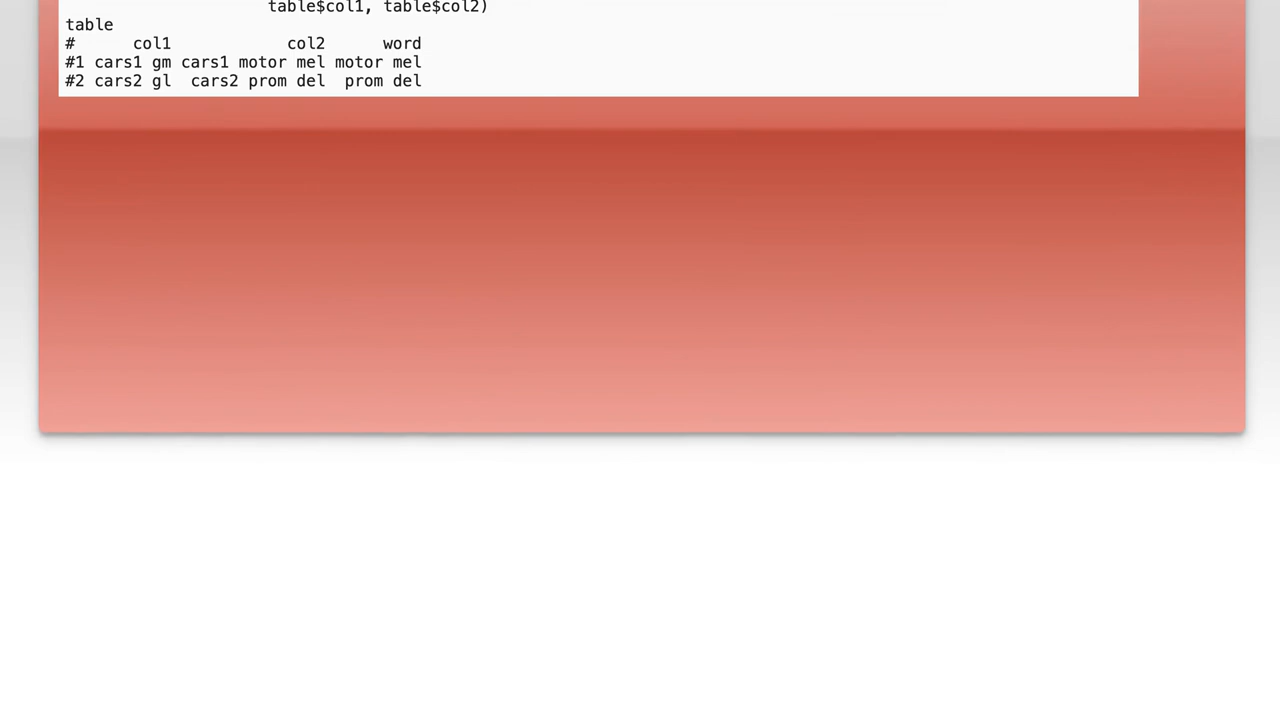 table$col1, table$col2)
table
#      col1            col2      word
#1 cars1 gm cars1 motor mel motor mel
#2 cars2 gl  cars2 prom del  prom del